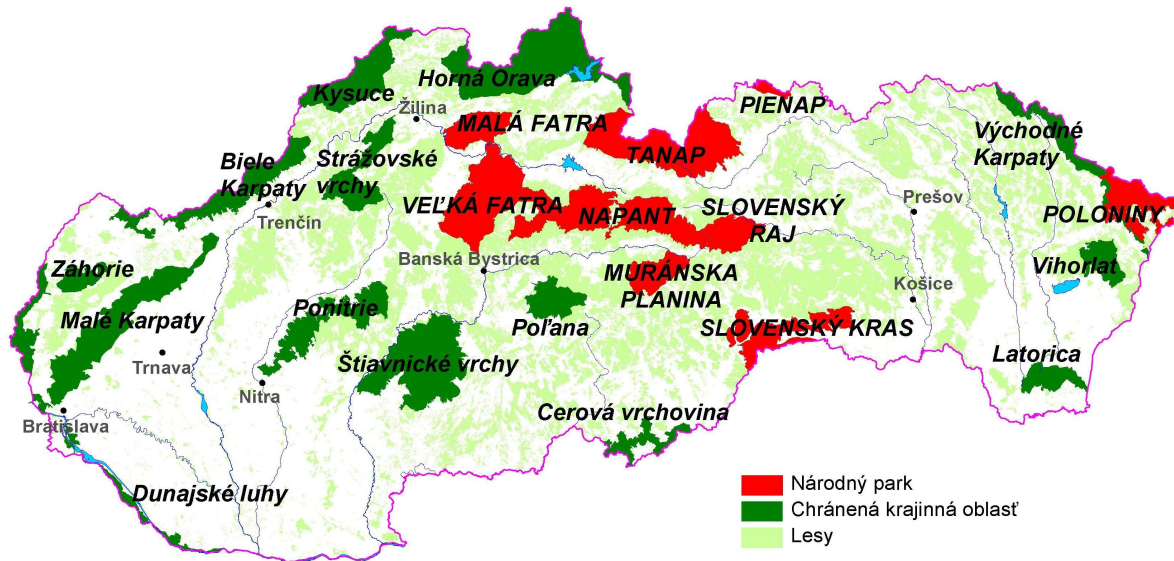 Horná Orava
Kysuce
Žilina
PIENAP
MALÁ FATRA
Východné
Karpaty
TANAP
Strážovské
vrchy
Biele
Karpaty
Trenčín
VEĽKÁ FATRA
NAPANT
SLOVENSKÝ
RAJ
Prešov
POLONINY
Banská Bystrica
Záhorie
MURÁNSKA
PLANINA
Vihorlat
Košice
Malé Karpaty
Ponitrie
Poľana
SLOVENSKÝ KRAS
Trnava
Štiavnické vrchy
Latorica
Nitra
Cerová vrchovina
Bratislava
Dunajské luhy
Národný park
Chránená krajinná oblasť
Lesy